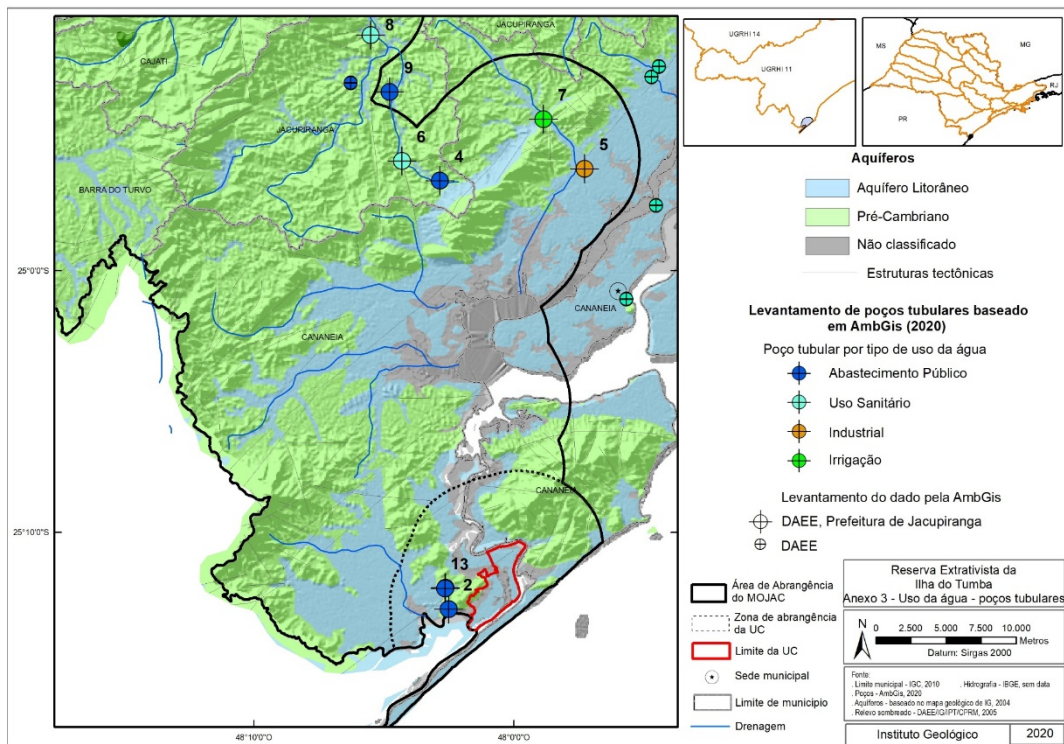 8
JACUPIRANGA
CAJATI
9
7
JACUPIRANGA
6
4
5
BARRA DO TURVO
25°0'0"S
CANANEIA
CANANEIA
CANANEIA
25°10'0"S
13
2
48°10'0"W
48°0'0"W
UGRHI 14
UGRHI 11
MS
MG
RJ
PR
Aquíferos
Aquífero Litorâneo
Pré-Cambriano
Não classificado
Estruturas tectônicas
Levantamento de poços tubulares baseado
em AmbGis (2020)
Poço tubular por tipo de uso da água
Abastecimento Público
Uso Sanitário
Industrial
Irrigação
Levantamento do dado pela AmbGis
DAEE, Prefeitura de Jacupiranga
DAEE
Área de Abrangência
do MOJAC
Zona de abrangência
da UC
Limite da UC
Sede municipal
Limite de município
Drenagem
Reserva Extrativista da
Ilha do Tumba
Anexo 3 - Uso da água - poços tubulares
N
0 2.500 5.000 7.500 10.000
Metros
Datum: Sirgas 2000
Fonte:
. Limite municipal - IGC, 2010 . Hidrografia - IBGE, sem data
. Poços - AmbGis, 2020
. Aquíferos - baseado no mapa geológico de IG, 2004
. Relevo sombreado - DAEE/IG/IPT/CPRM, 2005
Instituto Geológico 2020